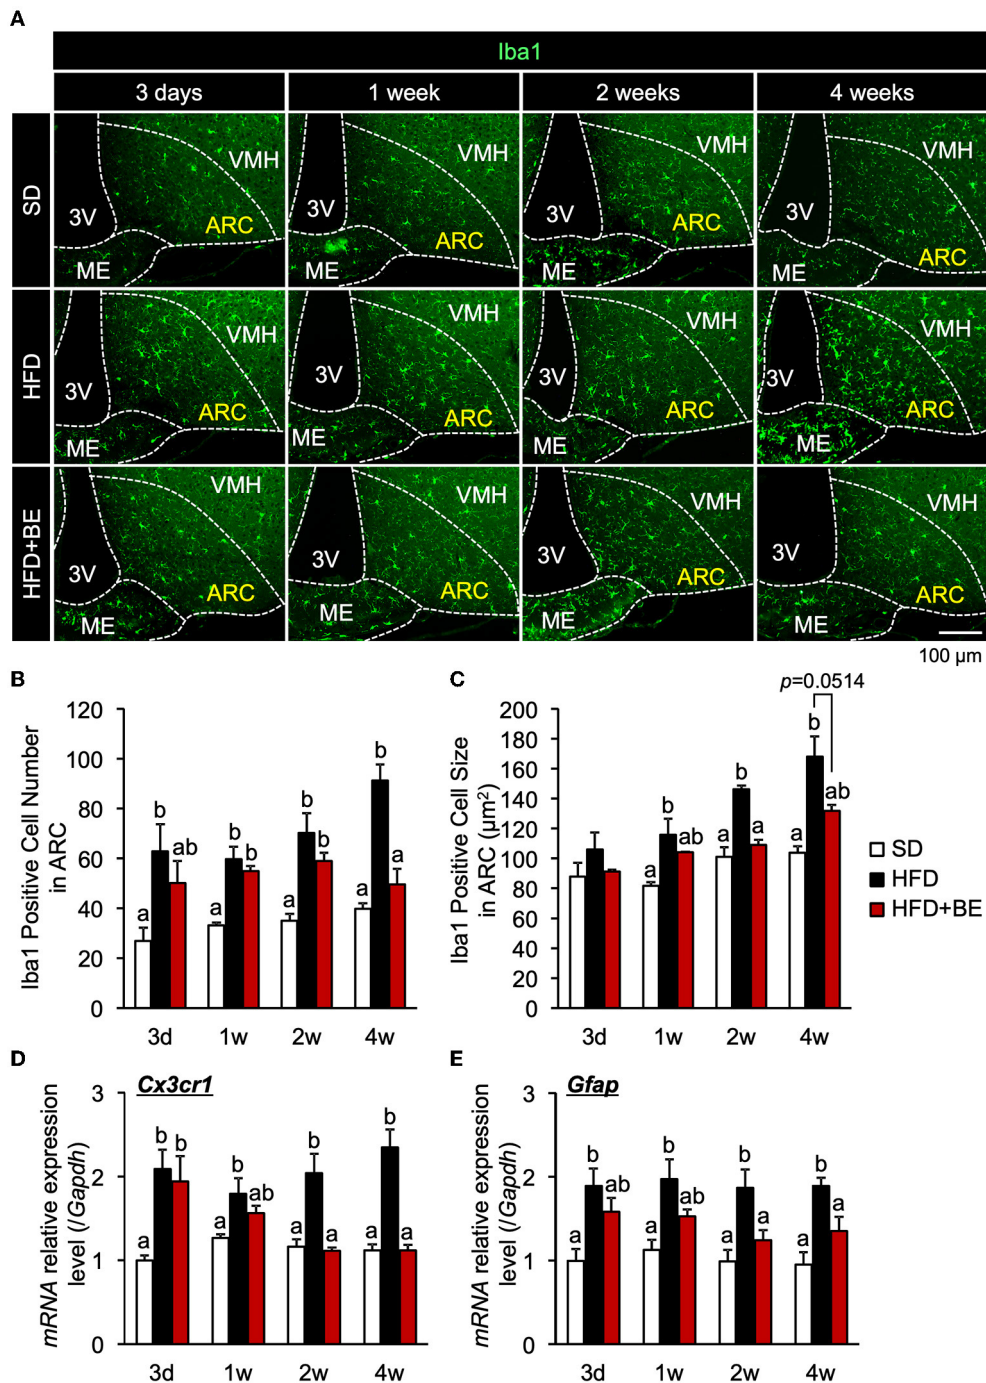 A
Iba1
3 days 1 week 2 weeks 4 weeks
SD
VMH VMH VMH VMH
3V 3V 3V 3V
ARC ARC ARC ARC
ME ME ME ME
HFD
VMH VMH VMH VMH
3V 3V 3V 3V
ARC ARC ARC ARC
ME ME ME ME
HFD+BE
VMH VMH VMH VMH
3V 3V 3V 3V
ARC ARC ARC ARC
ME ME ME ME
100 µm
B
Iba1 Positive Cell Number
in ARC
120
100
80
60
40
20
0
a b ab
a b b
a b b
a b a
3d 1w 2w 4w
C
Iba1 Positive Cell Size
in ARC (µm²)
200
180
160
140
120
100
80
60
40
20
0
a b ab
a b a
a b ab
p=0.0514
3d 1w 2w 4w
SD
HFD
HFD+BE
D
Cx3cr1
mRNA relative expression
level (/Gapdh)
3
2
1
0
a b b
a b ab
a b a
a b a
3d 1w 2w 4w
E
Gfap
mRNA relative expression
level (/Gapdh)
3
2
1
0
a b ab
a b ab
a b a
a b a
3d 1w 2w 4w